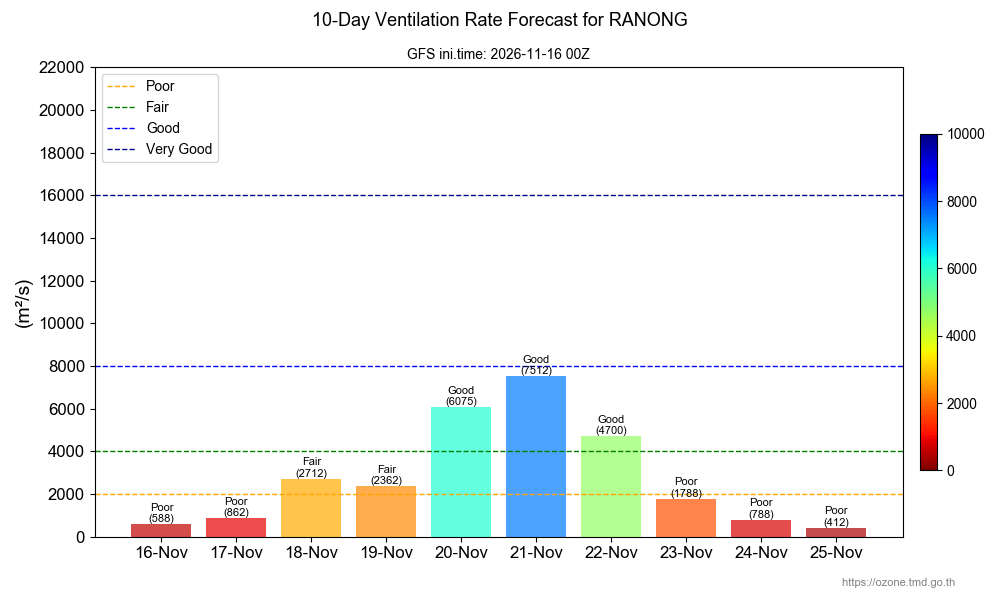 10-Day Ventilation Rate Forecast for RANONG
GFS ini.time: 2026-11-16 00Z
(m²/s)
22000
20000
18000
16000
14000
12000
10000
8000
6000
4000
2000
0
Poor
Fair
Good
Very Good
Poor
(588)
Poor
(862)
Fair
(2712)
Fair
(2362)
Good
(6075)
Good
(7512)
Good
(4700)
Poor
(1788)
Poor
(788)
Poor
(412)
16-Nov 17-Nov 18-Nov 19-Nov 20-Nov 21-Nov 22-Nov 23-Nov 24-Nov 25-Nov
10000
8000
6000
4000
2000
0
https://ozone.tmd.go.th